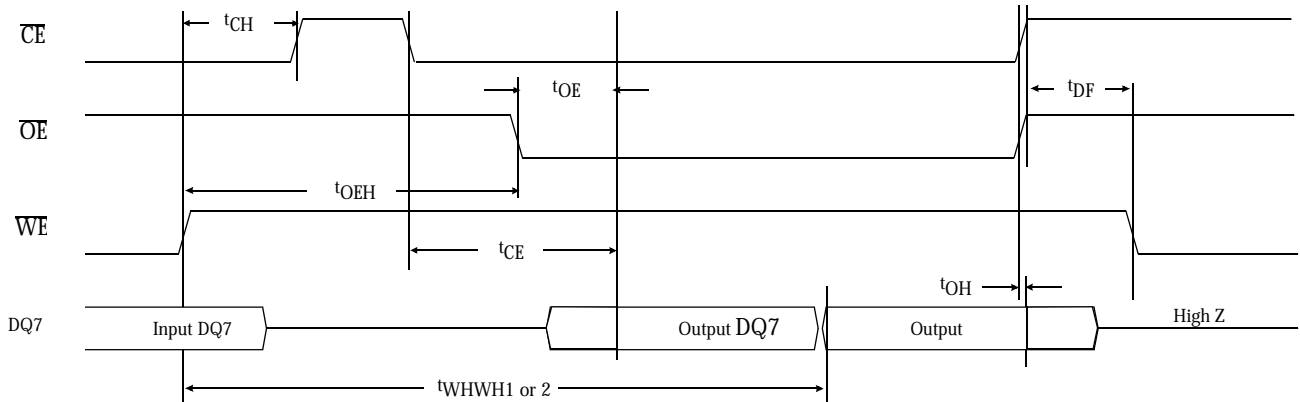 tCH
CE
tOE
tDF
OE
tOEH
WE
tCE
tOH
DQ7
Input DQ7
Output DQ7
Output
High Z
tWHWH1 or 2